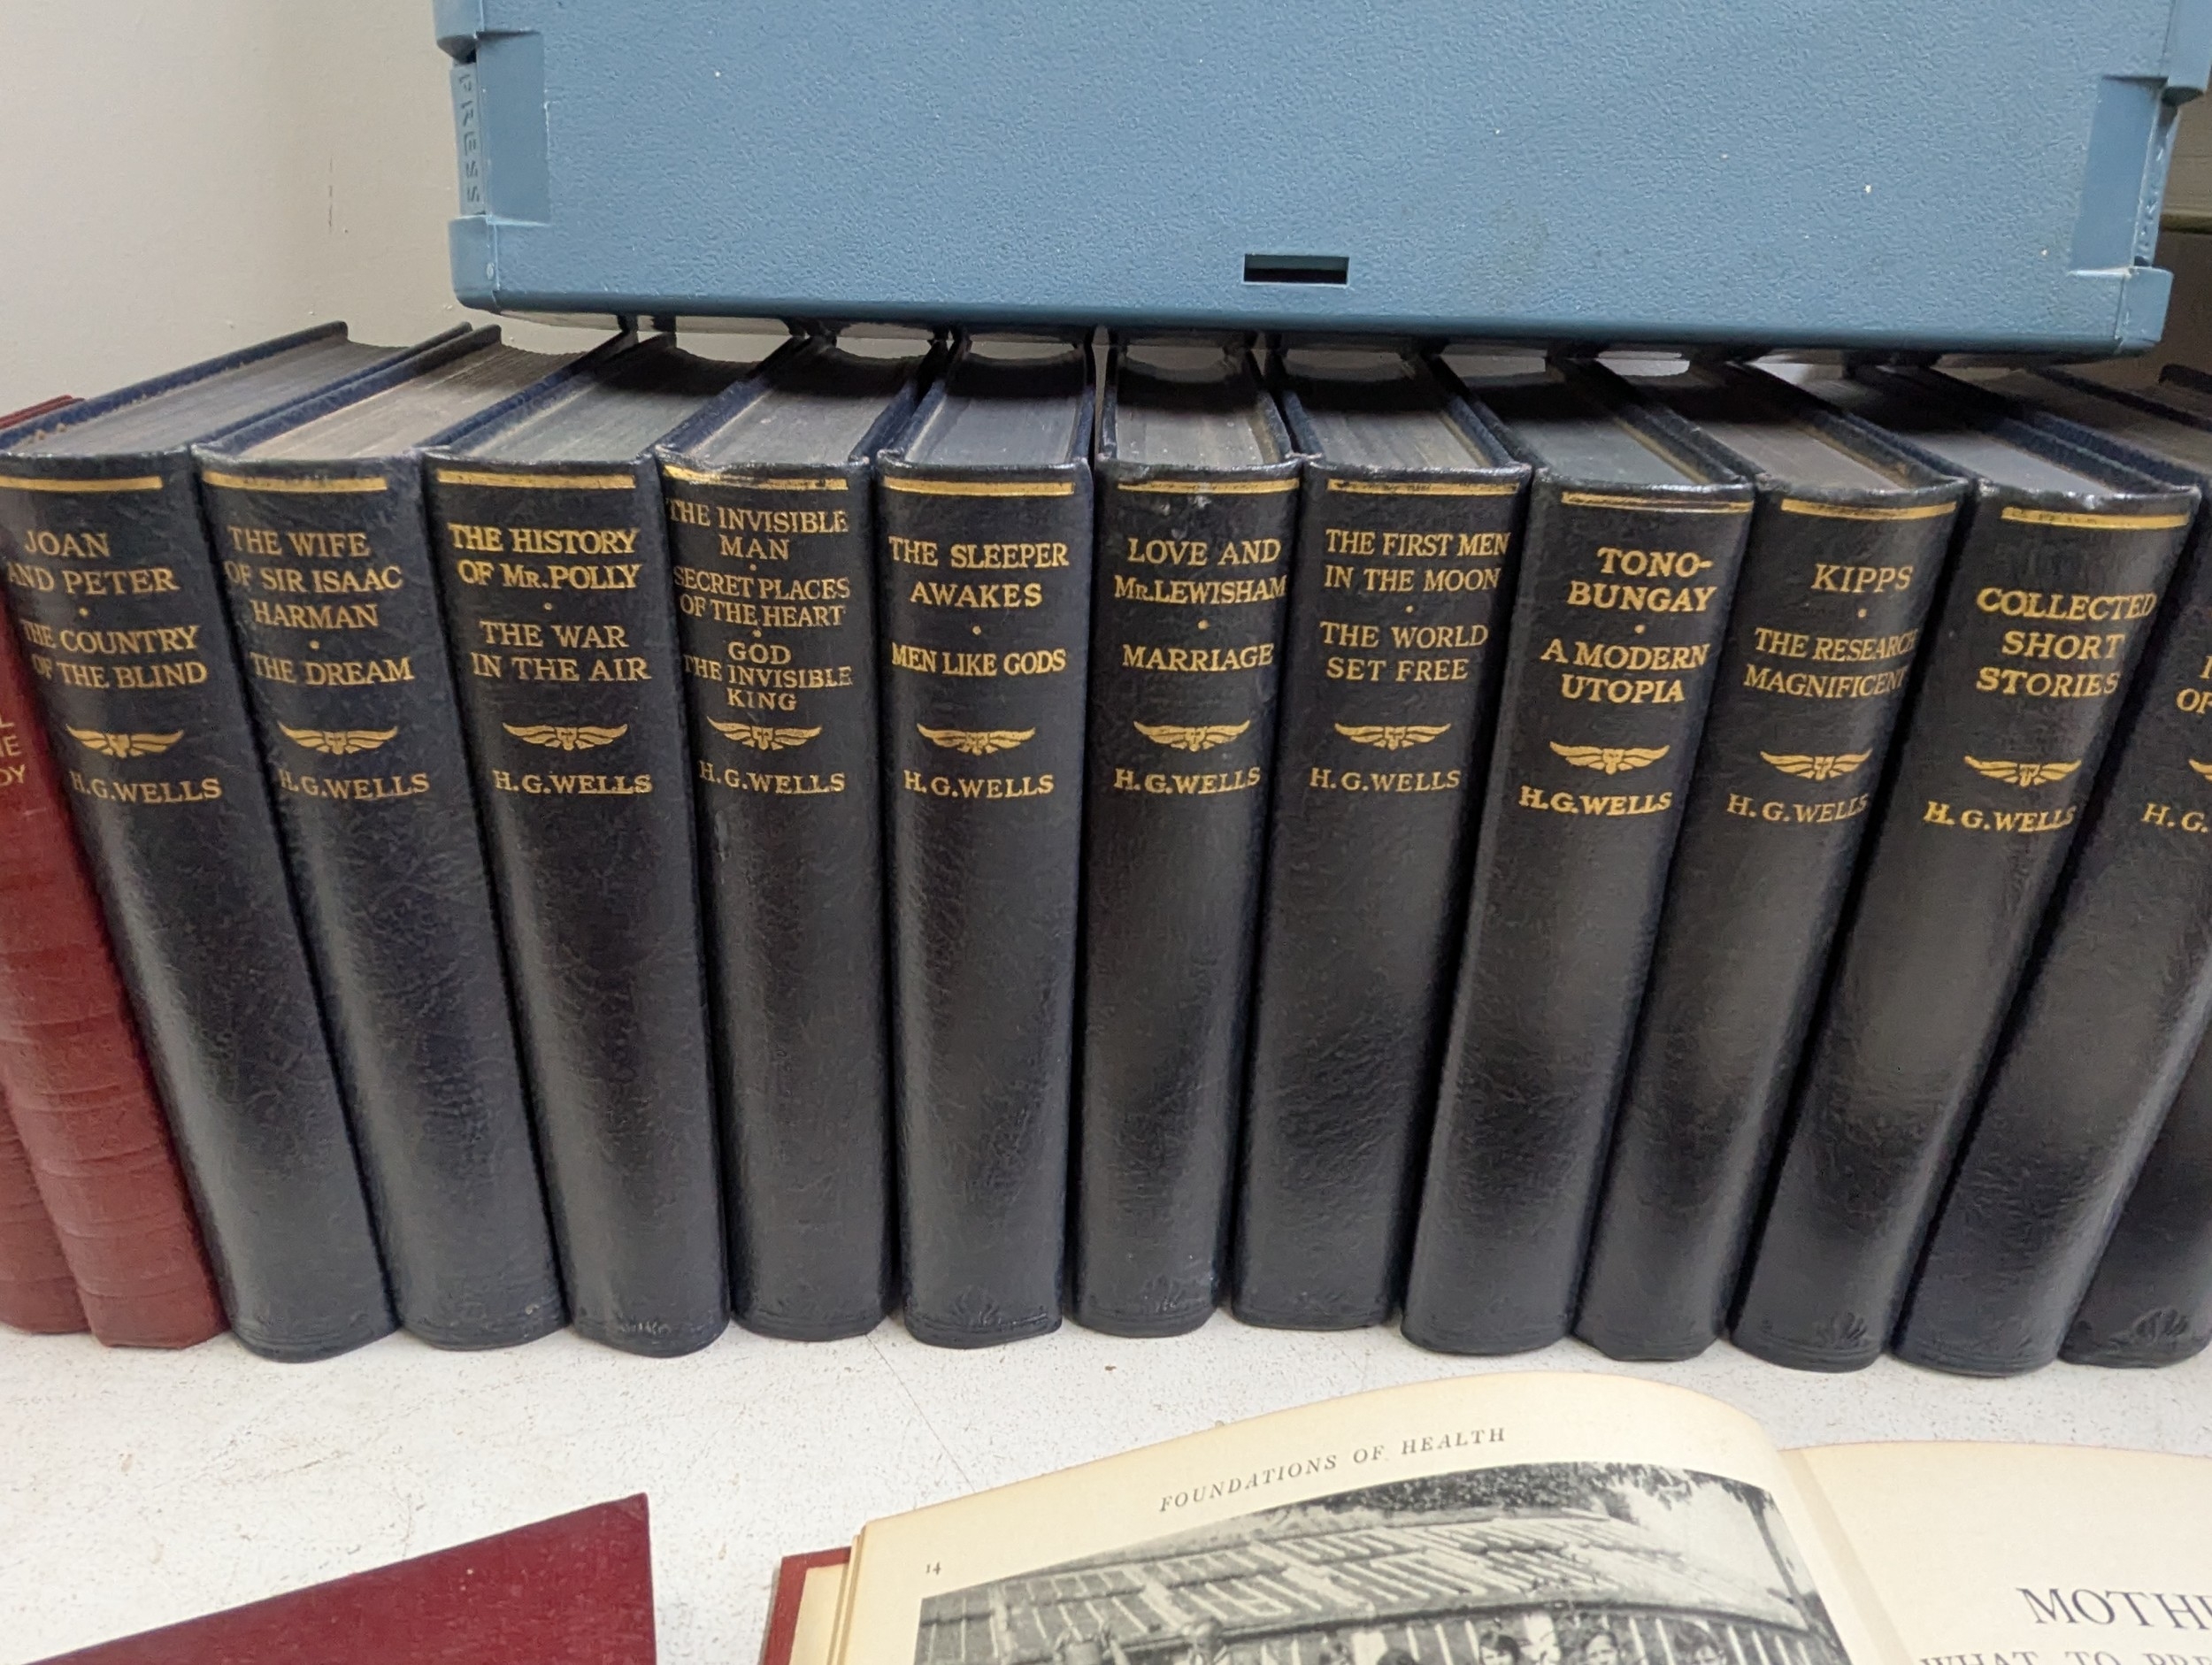 JOAN
AND PETER
THE COUNTRY
OF THE BLIND
H.G.WELLS
THE WIFE
OF SIR ISAAC
HARMAN
THE DREAM
H.G.WELLS
THE HISTORY
OF Mr. POLLY
THE WAR
IN THE AIR
H.G.WELLS
THE INVISIBLE
MAN
SECRET PLACES
OF THE HEART
GOD
THE INVISIBLE
KING
H.G.WELLS
THE SLEEPER
AWAKES
MEN LIKE GODS
H.G.WELLS
LOVE AND
Mr. LEWISHAM
MARRIAGE
H.G.WELLS
THE FIRST MEN
IN THE MOON
THE WORLD
SET FREE
H.G.WELLS
TONO-
BUNGAY
A MODERN
UTOPIA
H.G.WELLS
KIPPS
THE RESEARCH
MAGNIFICENT
H.G.WELLS
COLLECTED
SHORT
STORIES
H.G.WELLS
H.G.
FOUNDATIONS OF HEALTH
14
MOTH
WHAT TO